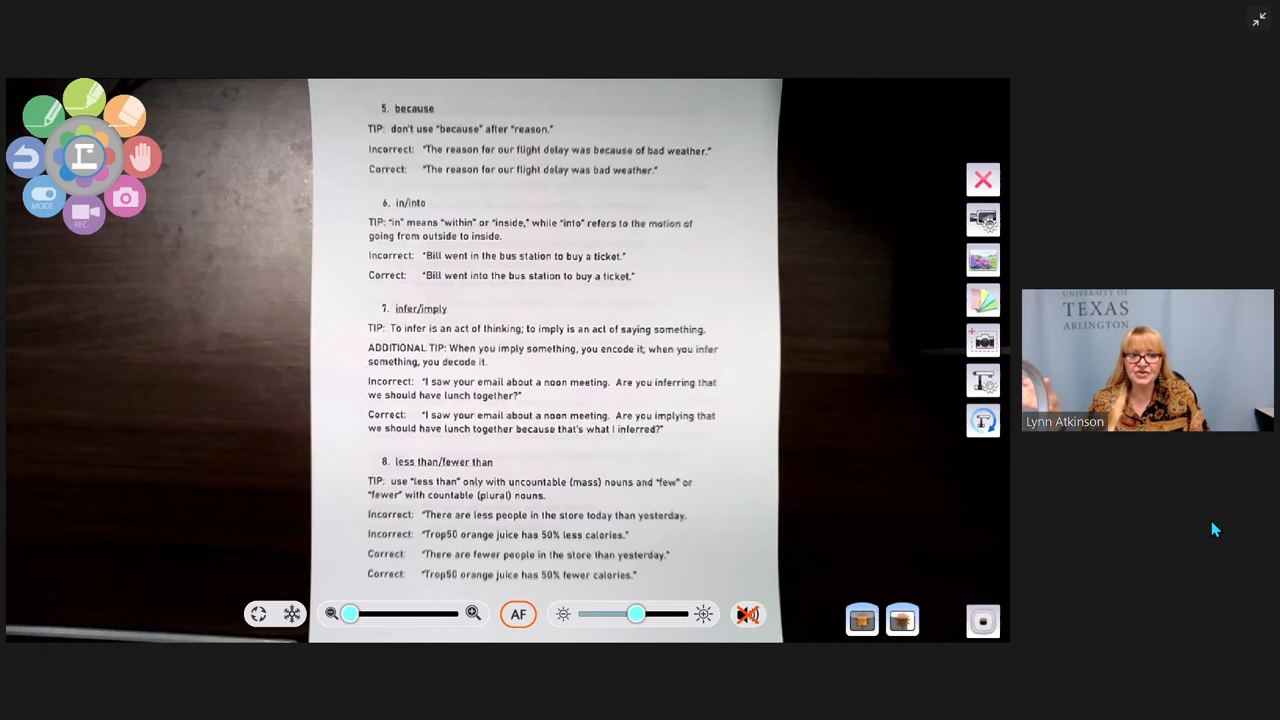 5. because
TIP: don't use "because" after "reason."
Incorrect: "The reason for our flight delay was because of bad weather."
Correct: "The reason for our flight delay was bad weather."
6. in/into
TIP: "in" means "within" or "inside," while "into" refers to the motion of
going from outside to inside.
Incorrect: "Bill went in the bus station to buy a ticket."
Correct: "Bill went into the bus station to buy a ticket."
7. infer/imply
TIP: To infer is an act of thinking; to imply is an act of saying something.
ADDITIONAL TIP: When you imply something, you encode it; when you infer
something, you decode it.
Incorrect: "I saw your email about a noon meeting. Are you inferring that
we should have lunch together?"
Correct: "I saw your email about a noon meeting. Are you implying that
we should have lunch together because that's what I inferred?"
8. less than/fewer than
TIP: use "less than" only with uncountable (mass) nouns and "few" or
"fewer" with countable (plural) nouns.
Incorrect: "There are less people in the store today than yesterday.
Incorrect: "Trop50 orange juice has 50% less calories."
Correct: "There are fewer people in the store than yesterday."
Correct: "Trop50 orange juice has 50% fewer calories."
MODE
REC.
AF
UNIVERSITY OF
TEXAS
ARLINGTON
Lynn Atkinson